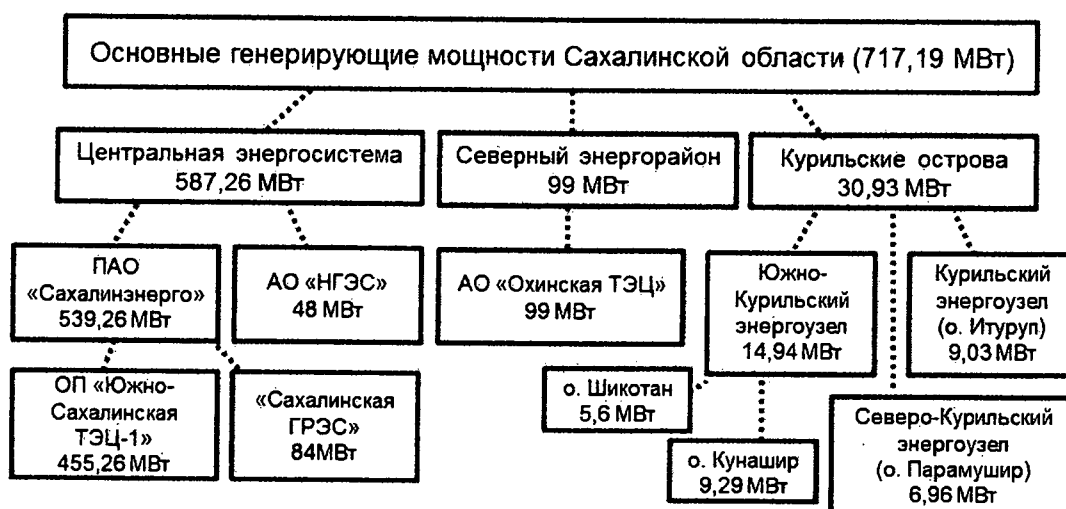 Основные генерирующие мощности Сахалинской области (717,19 МВт)
Центральная энергосистема
587,26 МВт
Северный энергорайон
99 МВт
Курильские острова
30,93 МВт
ПАО
«Сахалинэнерго»
539,26 МВт
АО «НГЭС»
48 МВт
АО «Охинская ТЭЦ»
99 МВт
Южно-
Курильский
энергоузел
14,94 МВт
Курильский
энергоузел
(о. Итуруп)
9,03 МВт
ОП «Южно-
Сахалинская
ТЭЦ-1»
455,26 МВт
«Сахалинская
ГРЭС»
84МВт
о. Шикотан
5,6 МВт
о. Кунашир
9,29 МВт
Северо-Курильский
энергоузел
(о. Парамушир)
6,96 МВт